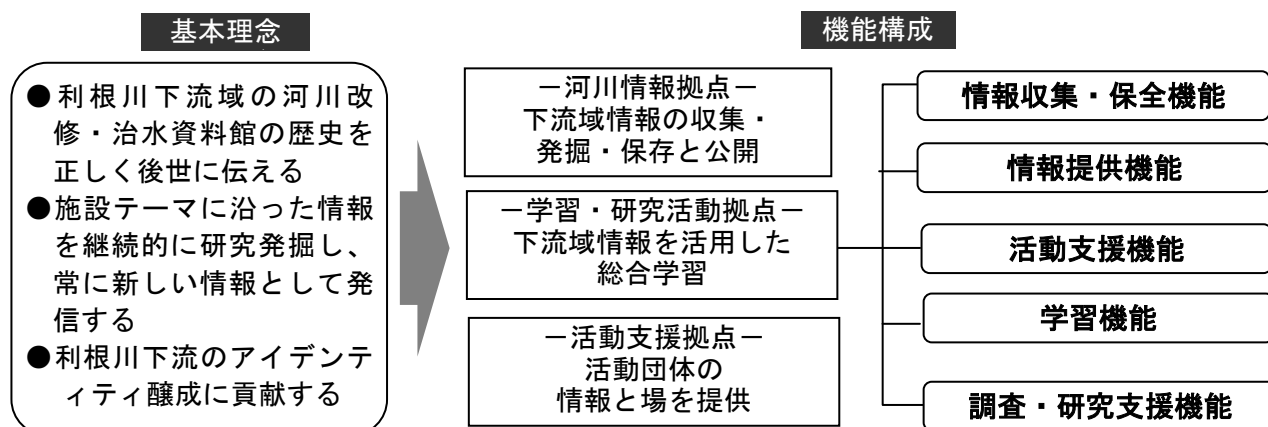 基本理念
●利根川下流域の河川改
修・治水資料館の歴史を
正しく後世に伝える
●施設テーマに沿った情報
を継続的に研究発掘し、
常に新しい情報として発
信する
●利根川下流のアイデンテ
ィティ醸成に貢献する
機能構成
－河川情報拠点－
下流域情報の収集・
発掘・保存と公開
－学習・研究活動拠点－
下流域情報を活用した
総合学習
－活動支援拠点－
活動団体の
情報と場を提供
情報収集・保全機能
情報提供機能
活動支援機能
学習機能
調査・研究支援機能